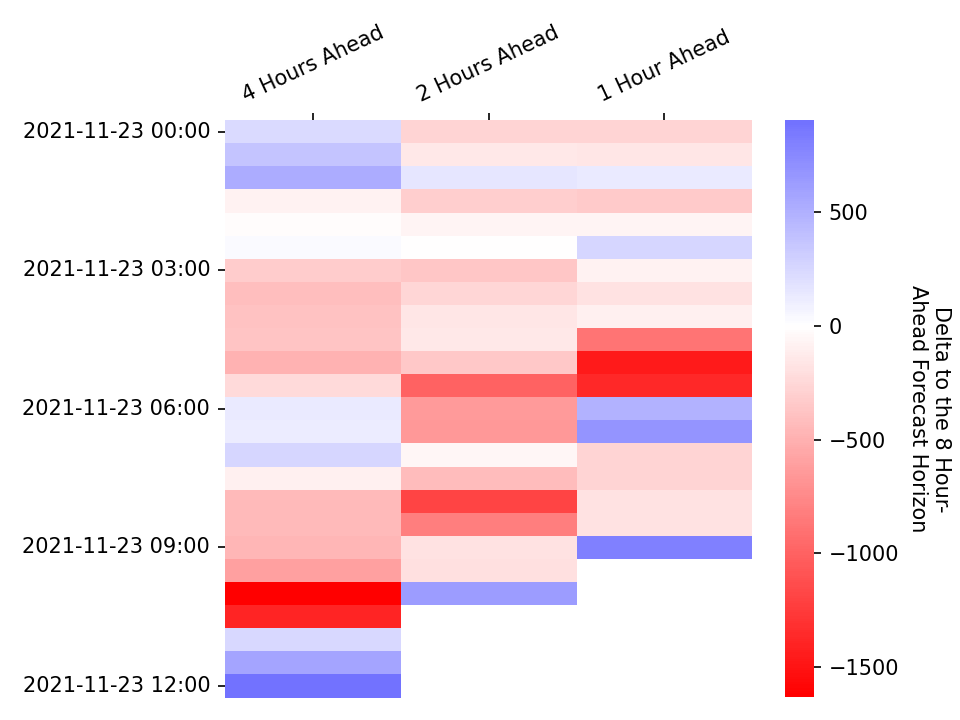 4 Hours Ahead
2 Hours Ahead
1 Hour Ahead
2021-11-23 00:00
2021-11-23 03:00
2021-11-23 06:00
2021-11-23 09:00
2021-11-23 12:00
500
0
−500
−1000
−1500
Delta to the 8 Hour-
Ahead Forecast Horizon